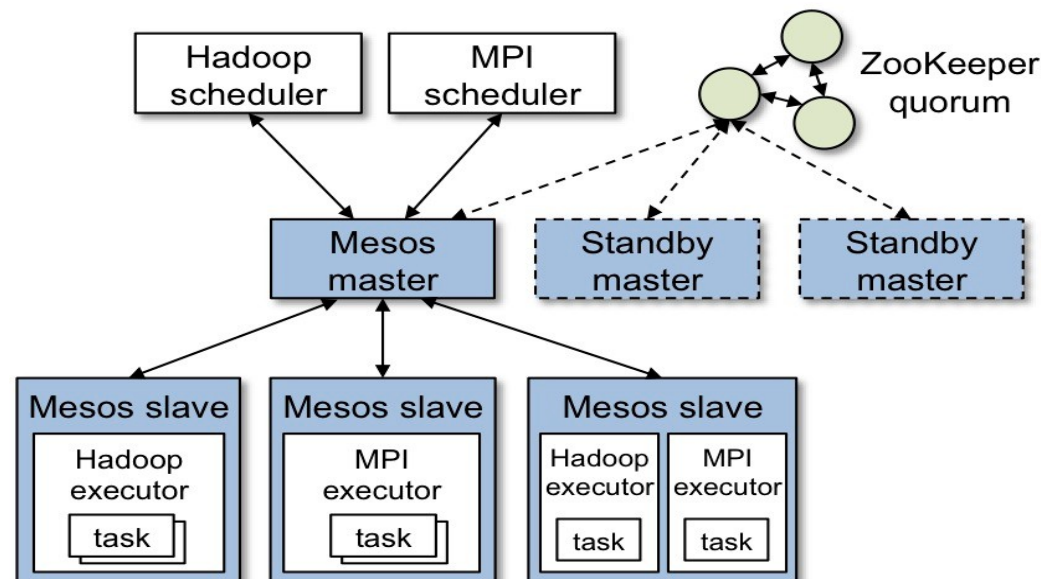 Hadoop
scheduler
MPI
scheduler
ZooKeeper
quorum
Mesos
master
Standby
master
Standby
master
Mesos slave
Hadoop
executor
task
Mesos slave
MPI
executor
task
Mesos slave
Hadoop
executor
task
MPI
executor
task